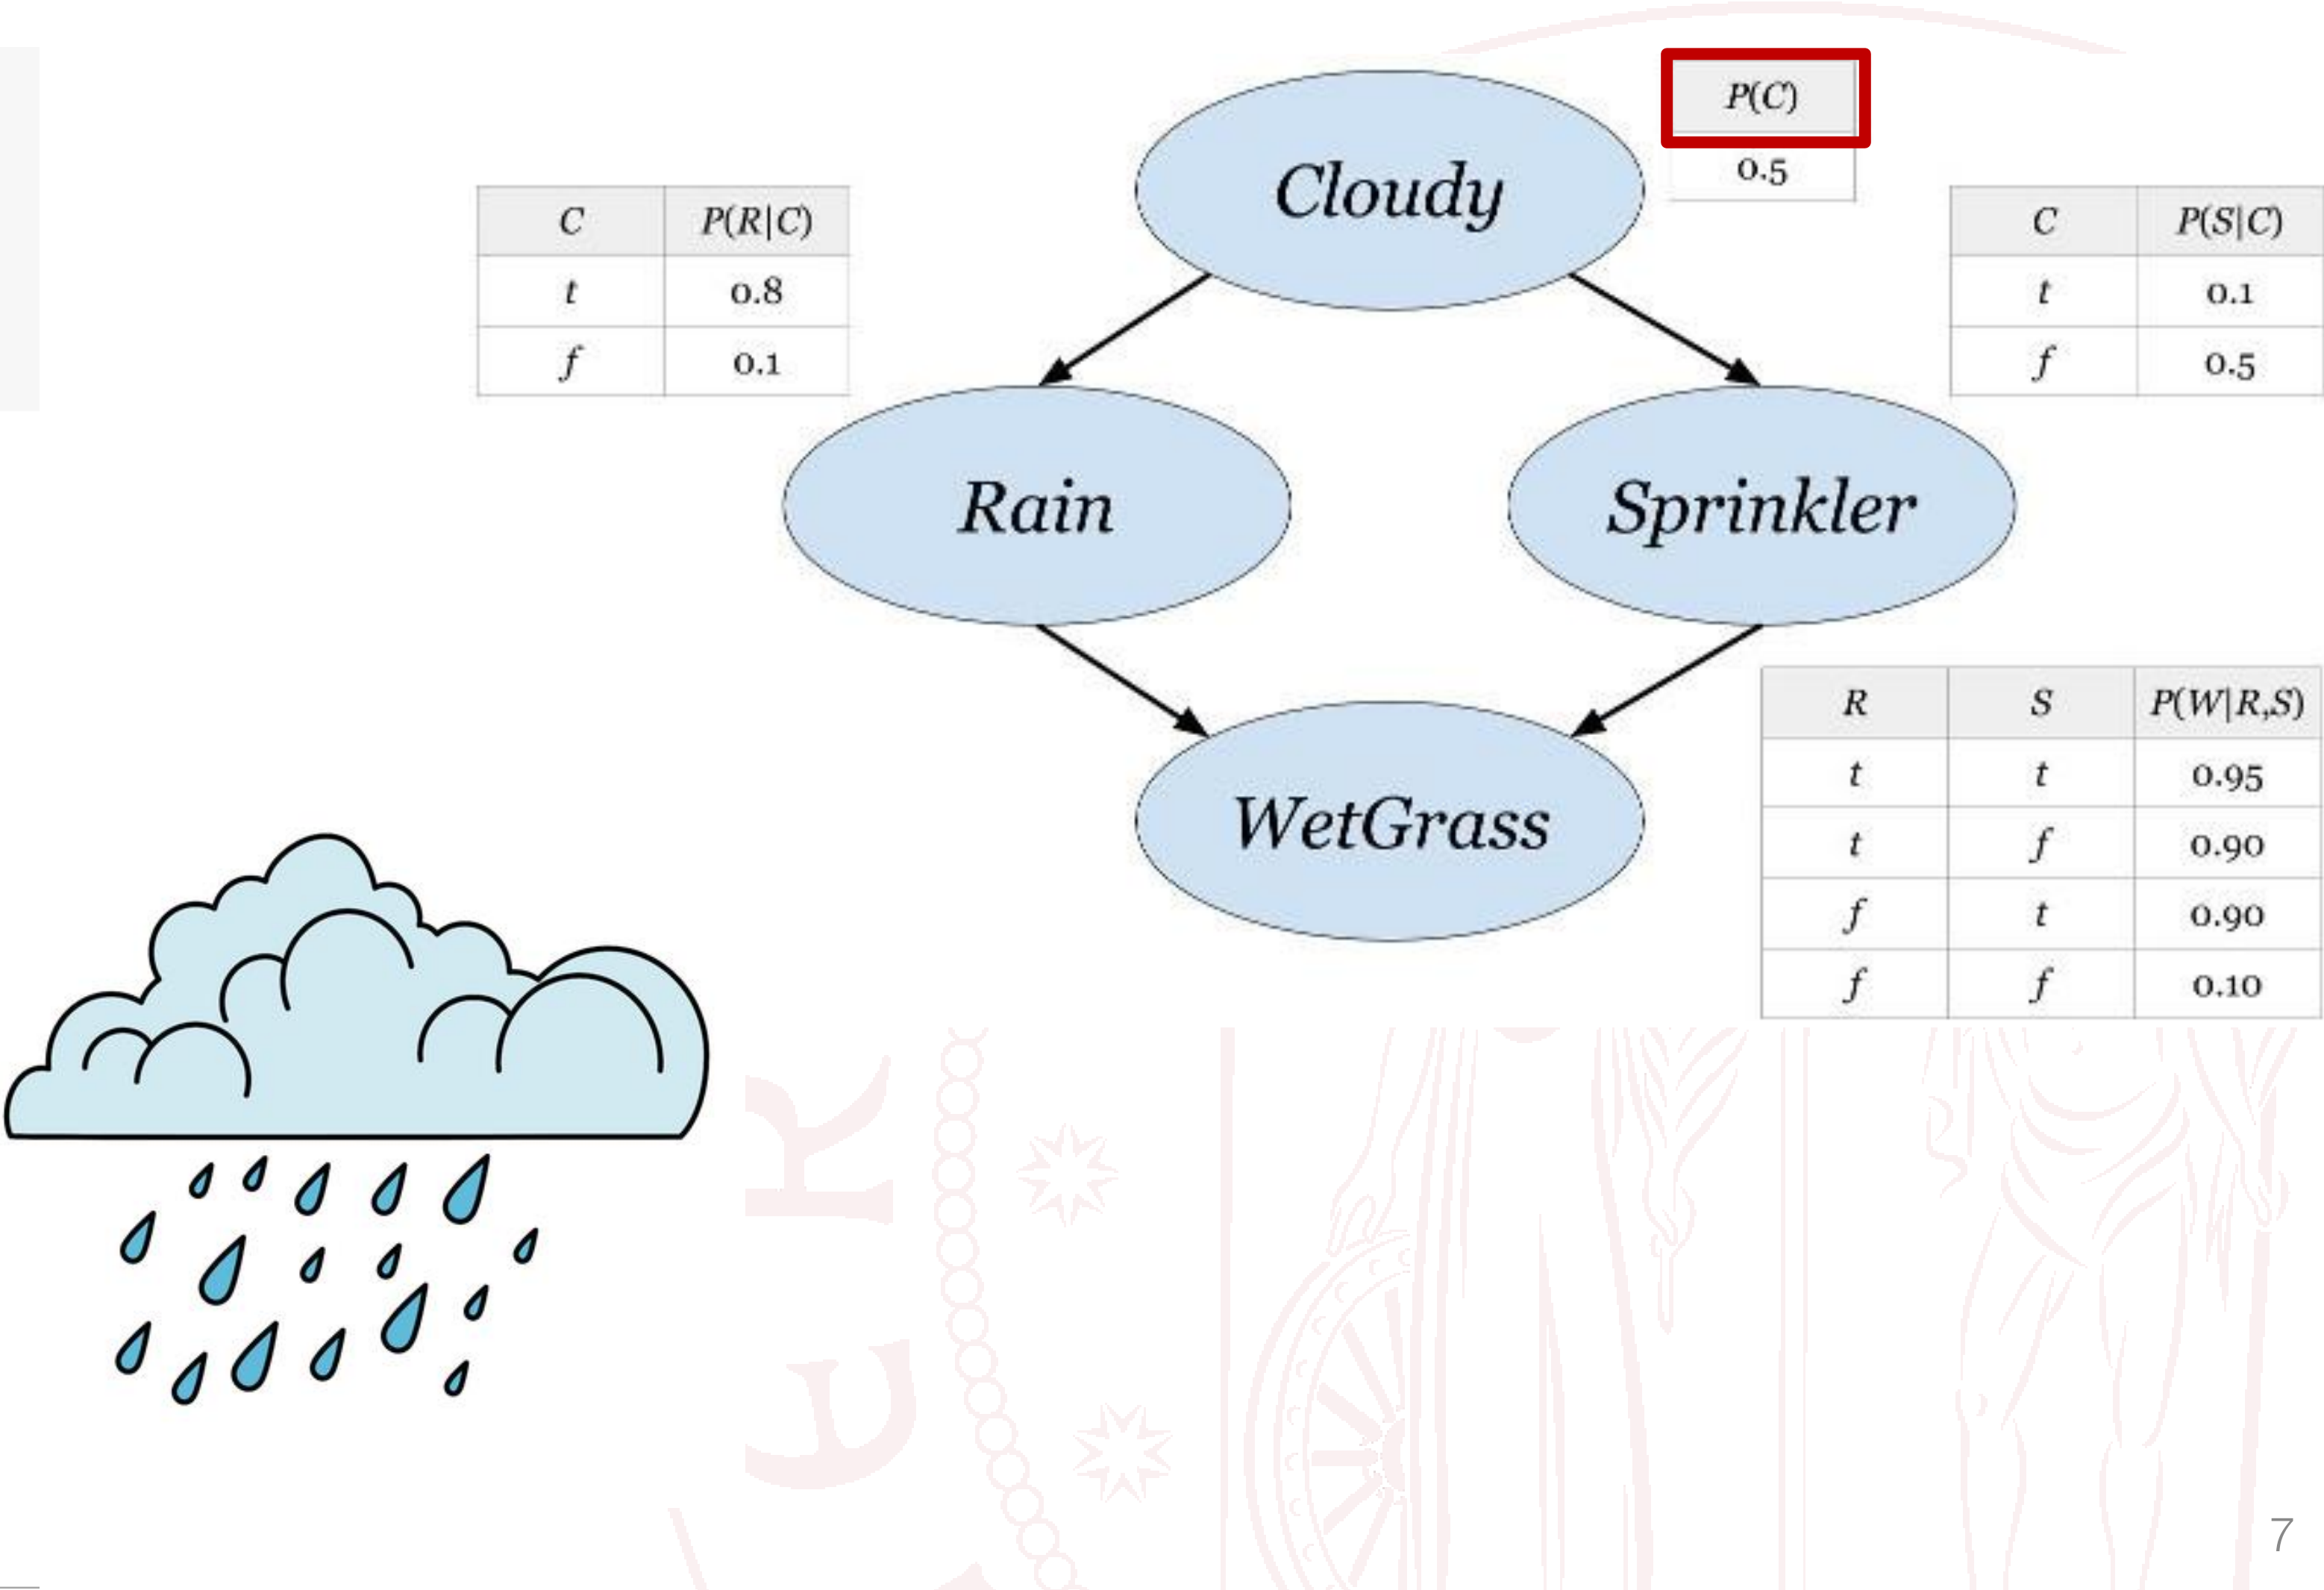 P(C)
0.5
Cloudy
C P(R|C)
t 0.8
f 0.1
C P(S|C)
t 0.1
f 0.5
Rain
Sprinkler
WetGrass
R S P(W|R,S)
t t 0.95
t f 0.90
f t 0.90
f f 0.10
7